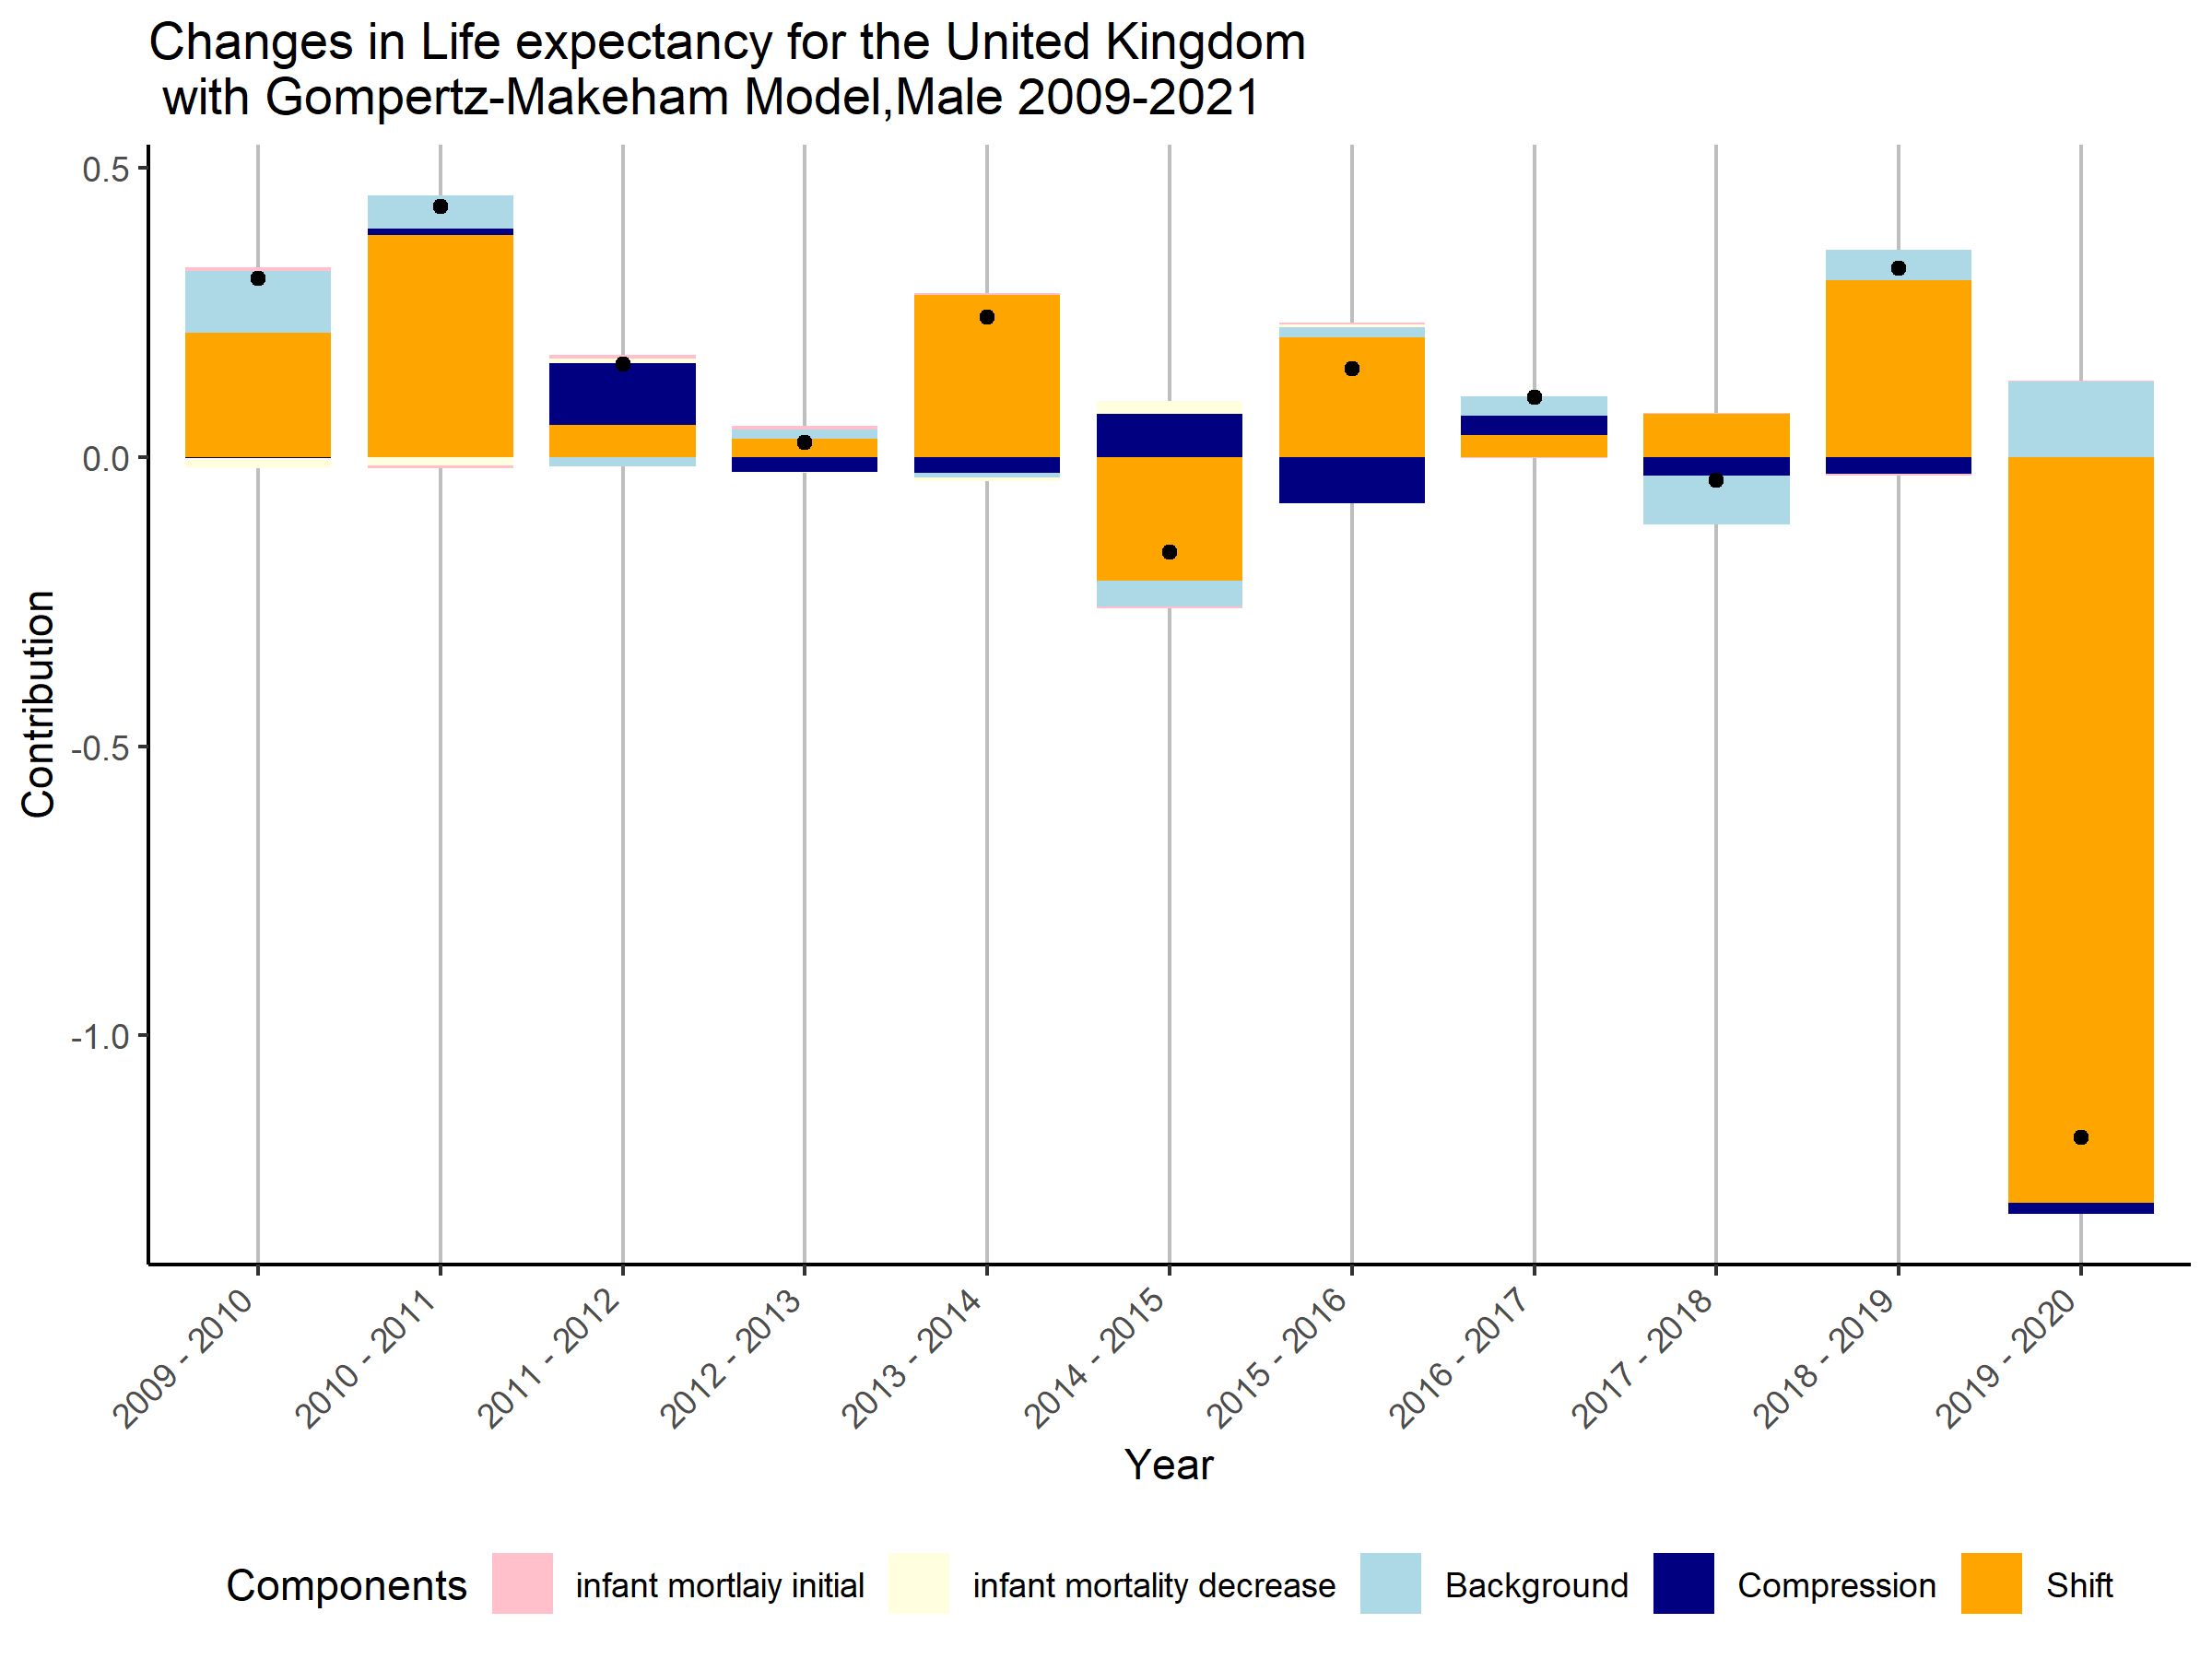 Changes in Life expectancy for the United Kingdom
with Gompertz-Makeham Model,Male 2009-2021
Contribution
0.5
0.0
-0.5
-1.0
2009 - 2010
2010 - 2011
2011 - 2012
2012 - 2013
2013 - 2014
2014 - 2015
2015 - 2016
2016 - 2017
2017 - 2018
2018 - 2019
2019 - 2020
Year
Components infant mortlaiy initial infant mortality decrease Background Compression Shift